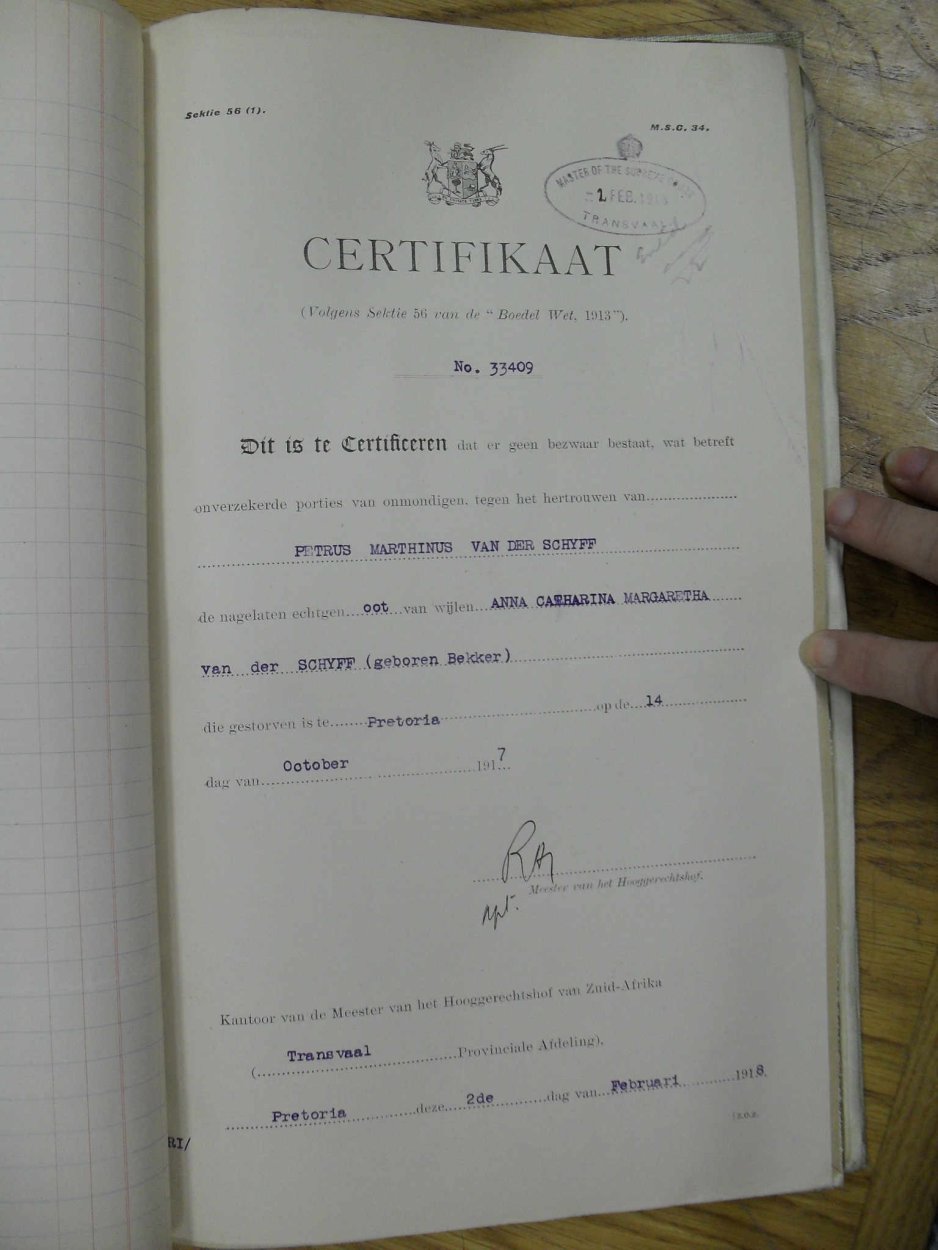 Sektie 56 (1).
M.S.C. 34.
MASTER OF THE SUPREME COURT
2 FEB. 1918
TRANSVAAL
CERTIFIKAAT
(Volgens Sektie 56 van de “Boedel Wet, 1913”).
No. 33409
Dit is te Certificeren dat er geen bezwaar bestaat, wat betreft
onverzekerde porties van onmondigen, tegen het hertrouwen van
PETRUS MARTHINUS VAN DER SCHYFF
de nagelaten echtgen oot van wijlen ANNA CATHARINA MARGARETHA
van der SCHYFF (geboren Bekker)
die gestorven is te Pretoria op de 14
dag van October 1917
Meester van het Hooggerechtshof.
Kantoor van de Meester van het Hooggerechtshof van Zuid-Afrika
(Transvaal Provinciale Afdeling),
Pretoria deze 2de dag van Februari 1918.
RI/